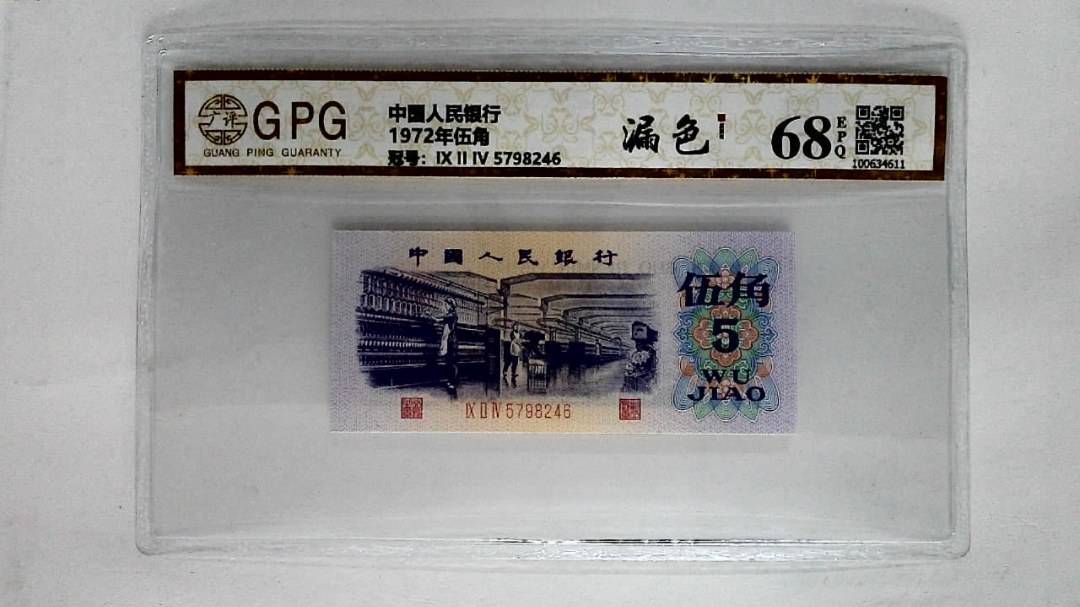 广评
GPG
GUANG PING GUARANTY
中国人民银行
1972年伍角
冠号：IX II IV 5798246
漏色
68
EPQ
100634611
中國人民銀行
伍角
5
WU
JIAO
IX II IV 5798246